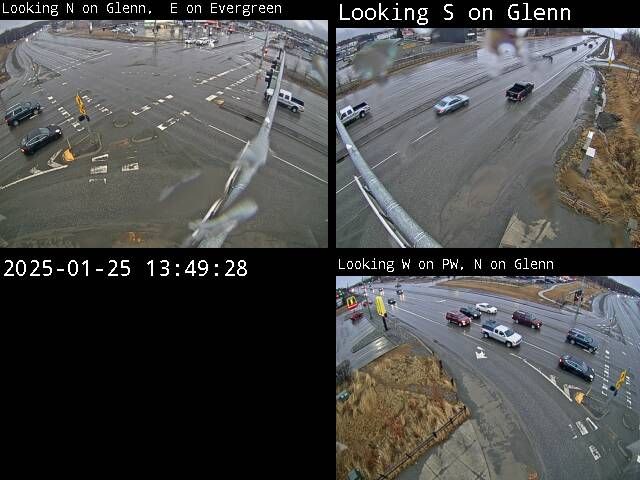 Looking N on Glenn,  E on Evergreen
Looking S on Glenn
2025-01-25 13:49:28
Looking W on PW, N on Glenn